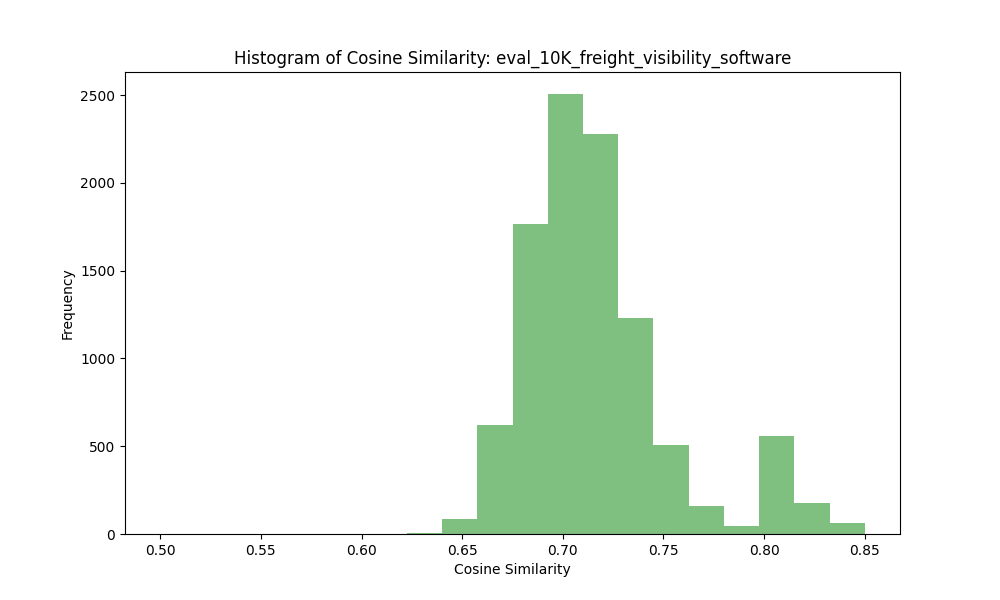 Histogram of Cosine Similarity: eval_10K_freight_visibility_software
2500
2000
1500
1000
500
0
Frequency
0.50 0.55 0.60 0.65 0.70 0.75 0.80 0.85
Cosine Similarity